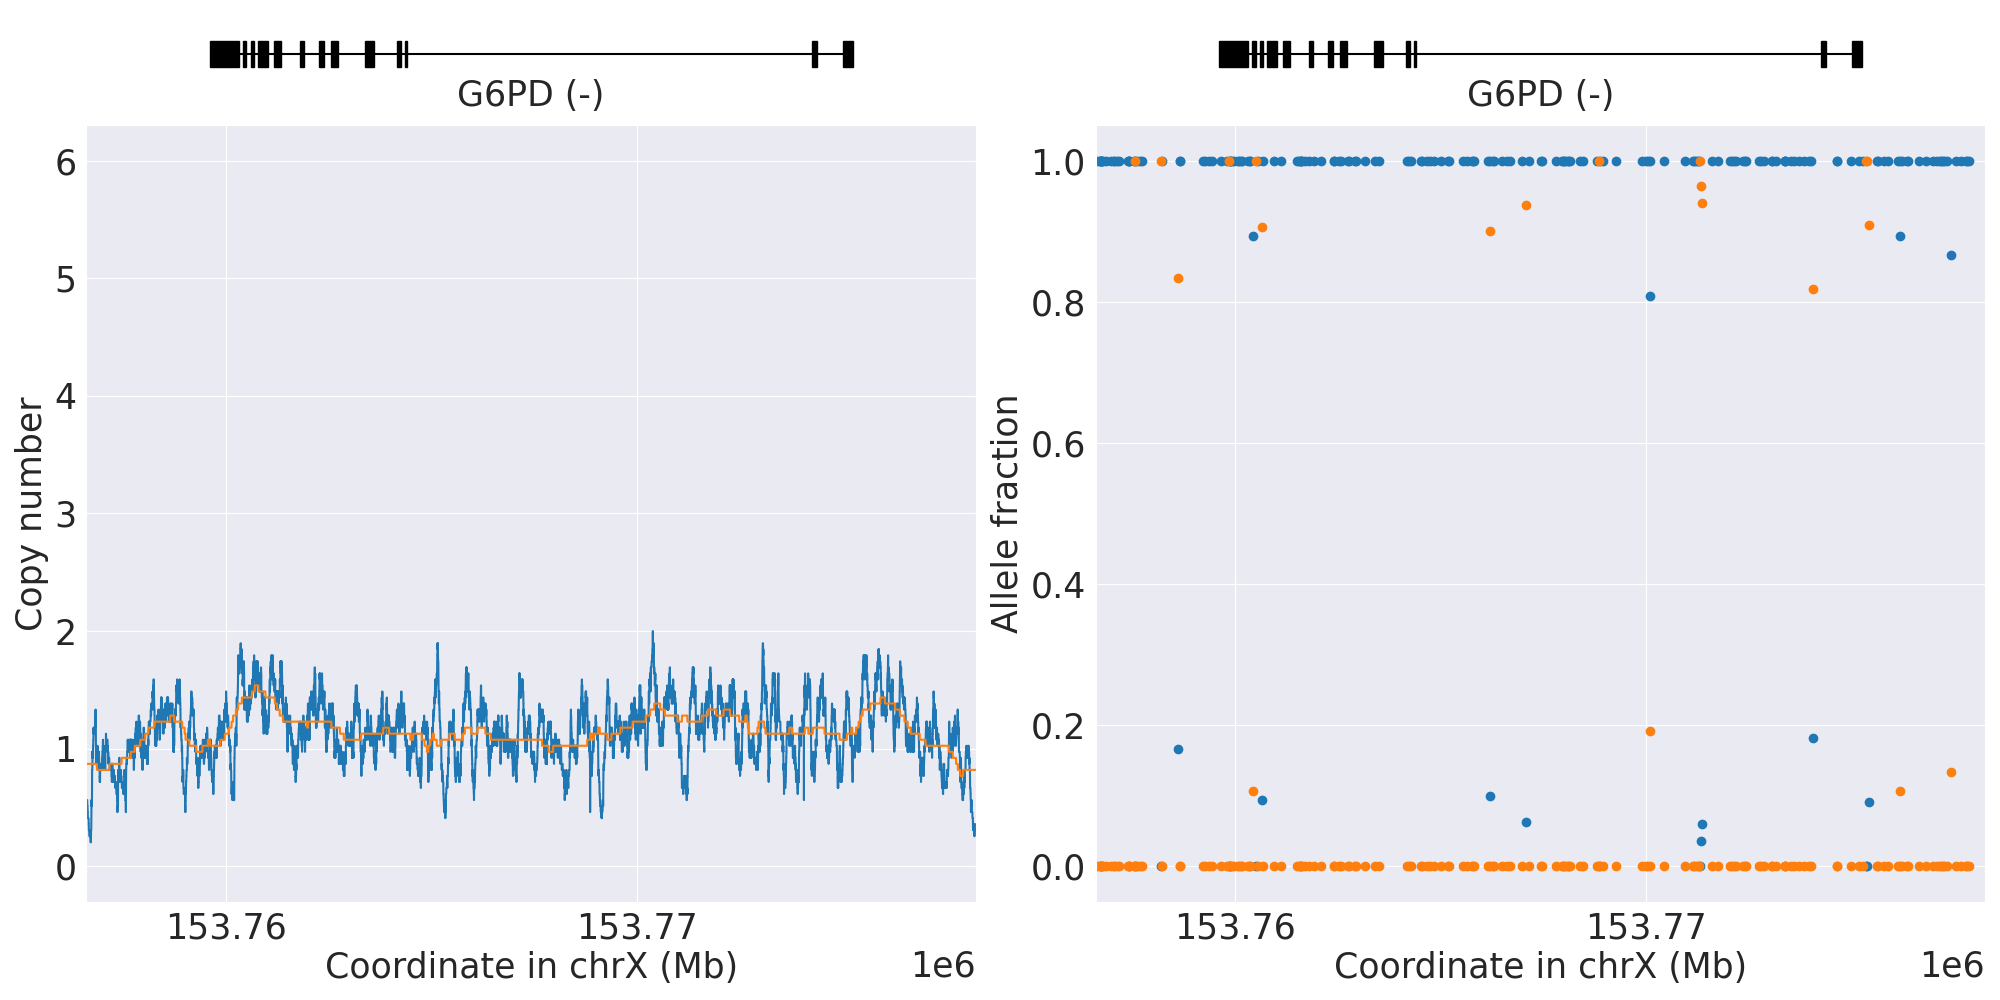 G6PD (-)
6
5
4
3
2
1
0
Copy number
153.76
153.77
Coordinate in chrX (Mb)
1e6
G6PD (-)
1.0
0.8
0.6
0.4
0.2
0.0
Allele fraction
153.76
153.77
Coordinate in chrX (Mb)
1e6